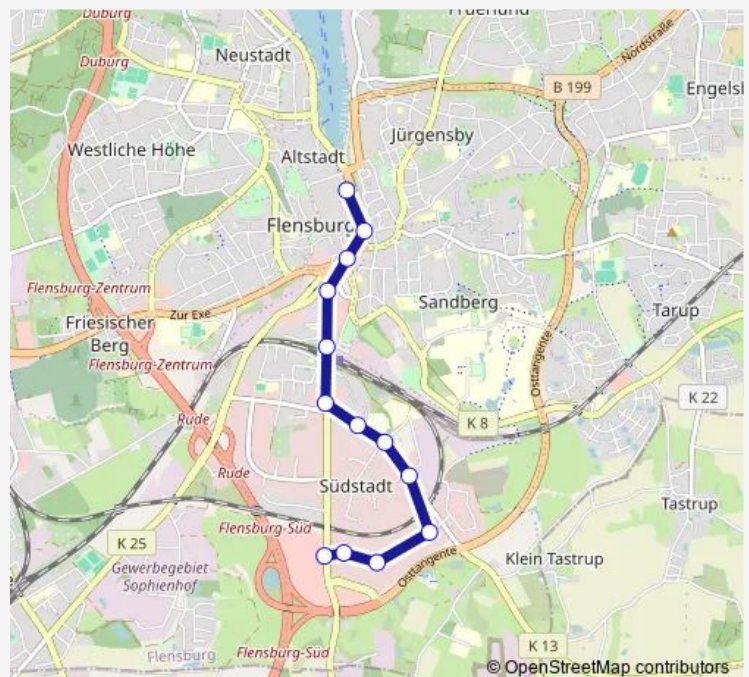 Duburg
Fruerlund
Duburg
Neustadt
Nordstraße
B 199
Engelsl
Westliche Höhe
Altstadt
Jürgensby
Flensburg
Flensburg-Zentrum
Zur Exe
Friesischer
Berg
Flensburg-Zentrum
Sandberg
Tarup
Osttangente
K 22
Rude
K 8
Rude
Südstadt
Tastrup
Flensburg-Süd
K 25
Gewerbegebiet
Sophienhof
Osttangente
Klein Tastrup
Flensburg
Flensburg-Süd
K 13
© OpenStreetMap contributors